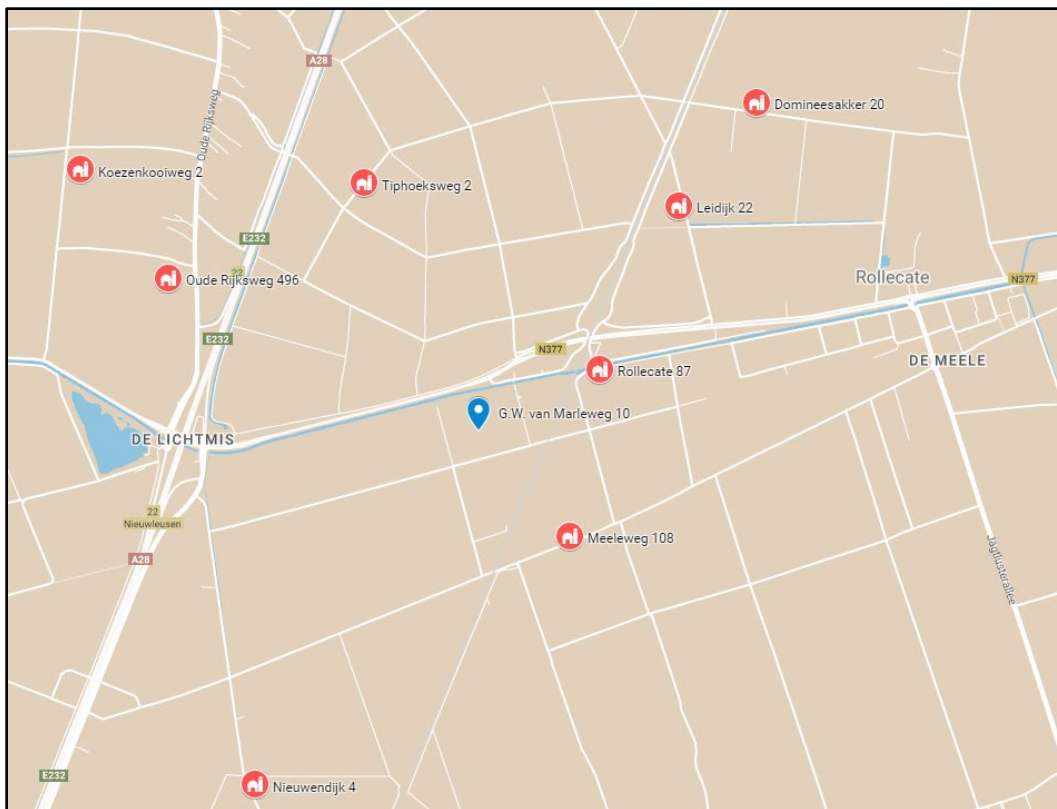 A28
Domineesakker 20
Oude Rijksweg
Koezenkooiweg 2
Tiphoeksweg 2
Leidijk 22
E232
22
Oude Rijksweg 496
Rollecate
N377
E232
N377
DE MEELE
Rollecate 87
G.W. van Marleweg 10
DE LICHTMIS
22
Nieuwleusen
Meeleweg 108
A28
Jagtlusterallee
E232
Nieuwendijk 4